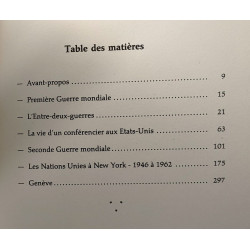 Table des matières
— Avant-propos 9
— Première Guerre mondiale 15
— L'Entre-deux-guerres 21
— La vie d'un conférencier aux Etats-Unis 63
— Seconde Guerre mondiale 101
— Les Nations Unies à New York - 1946 à 1962 175
— Genève 297